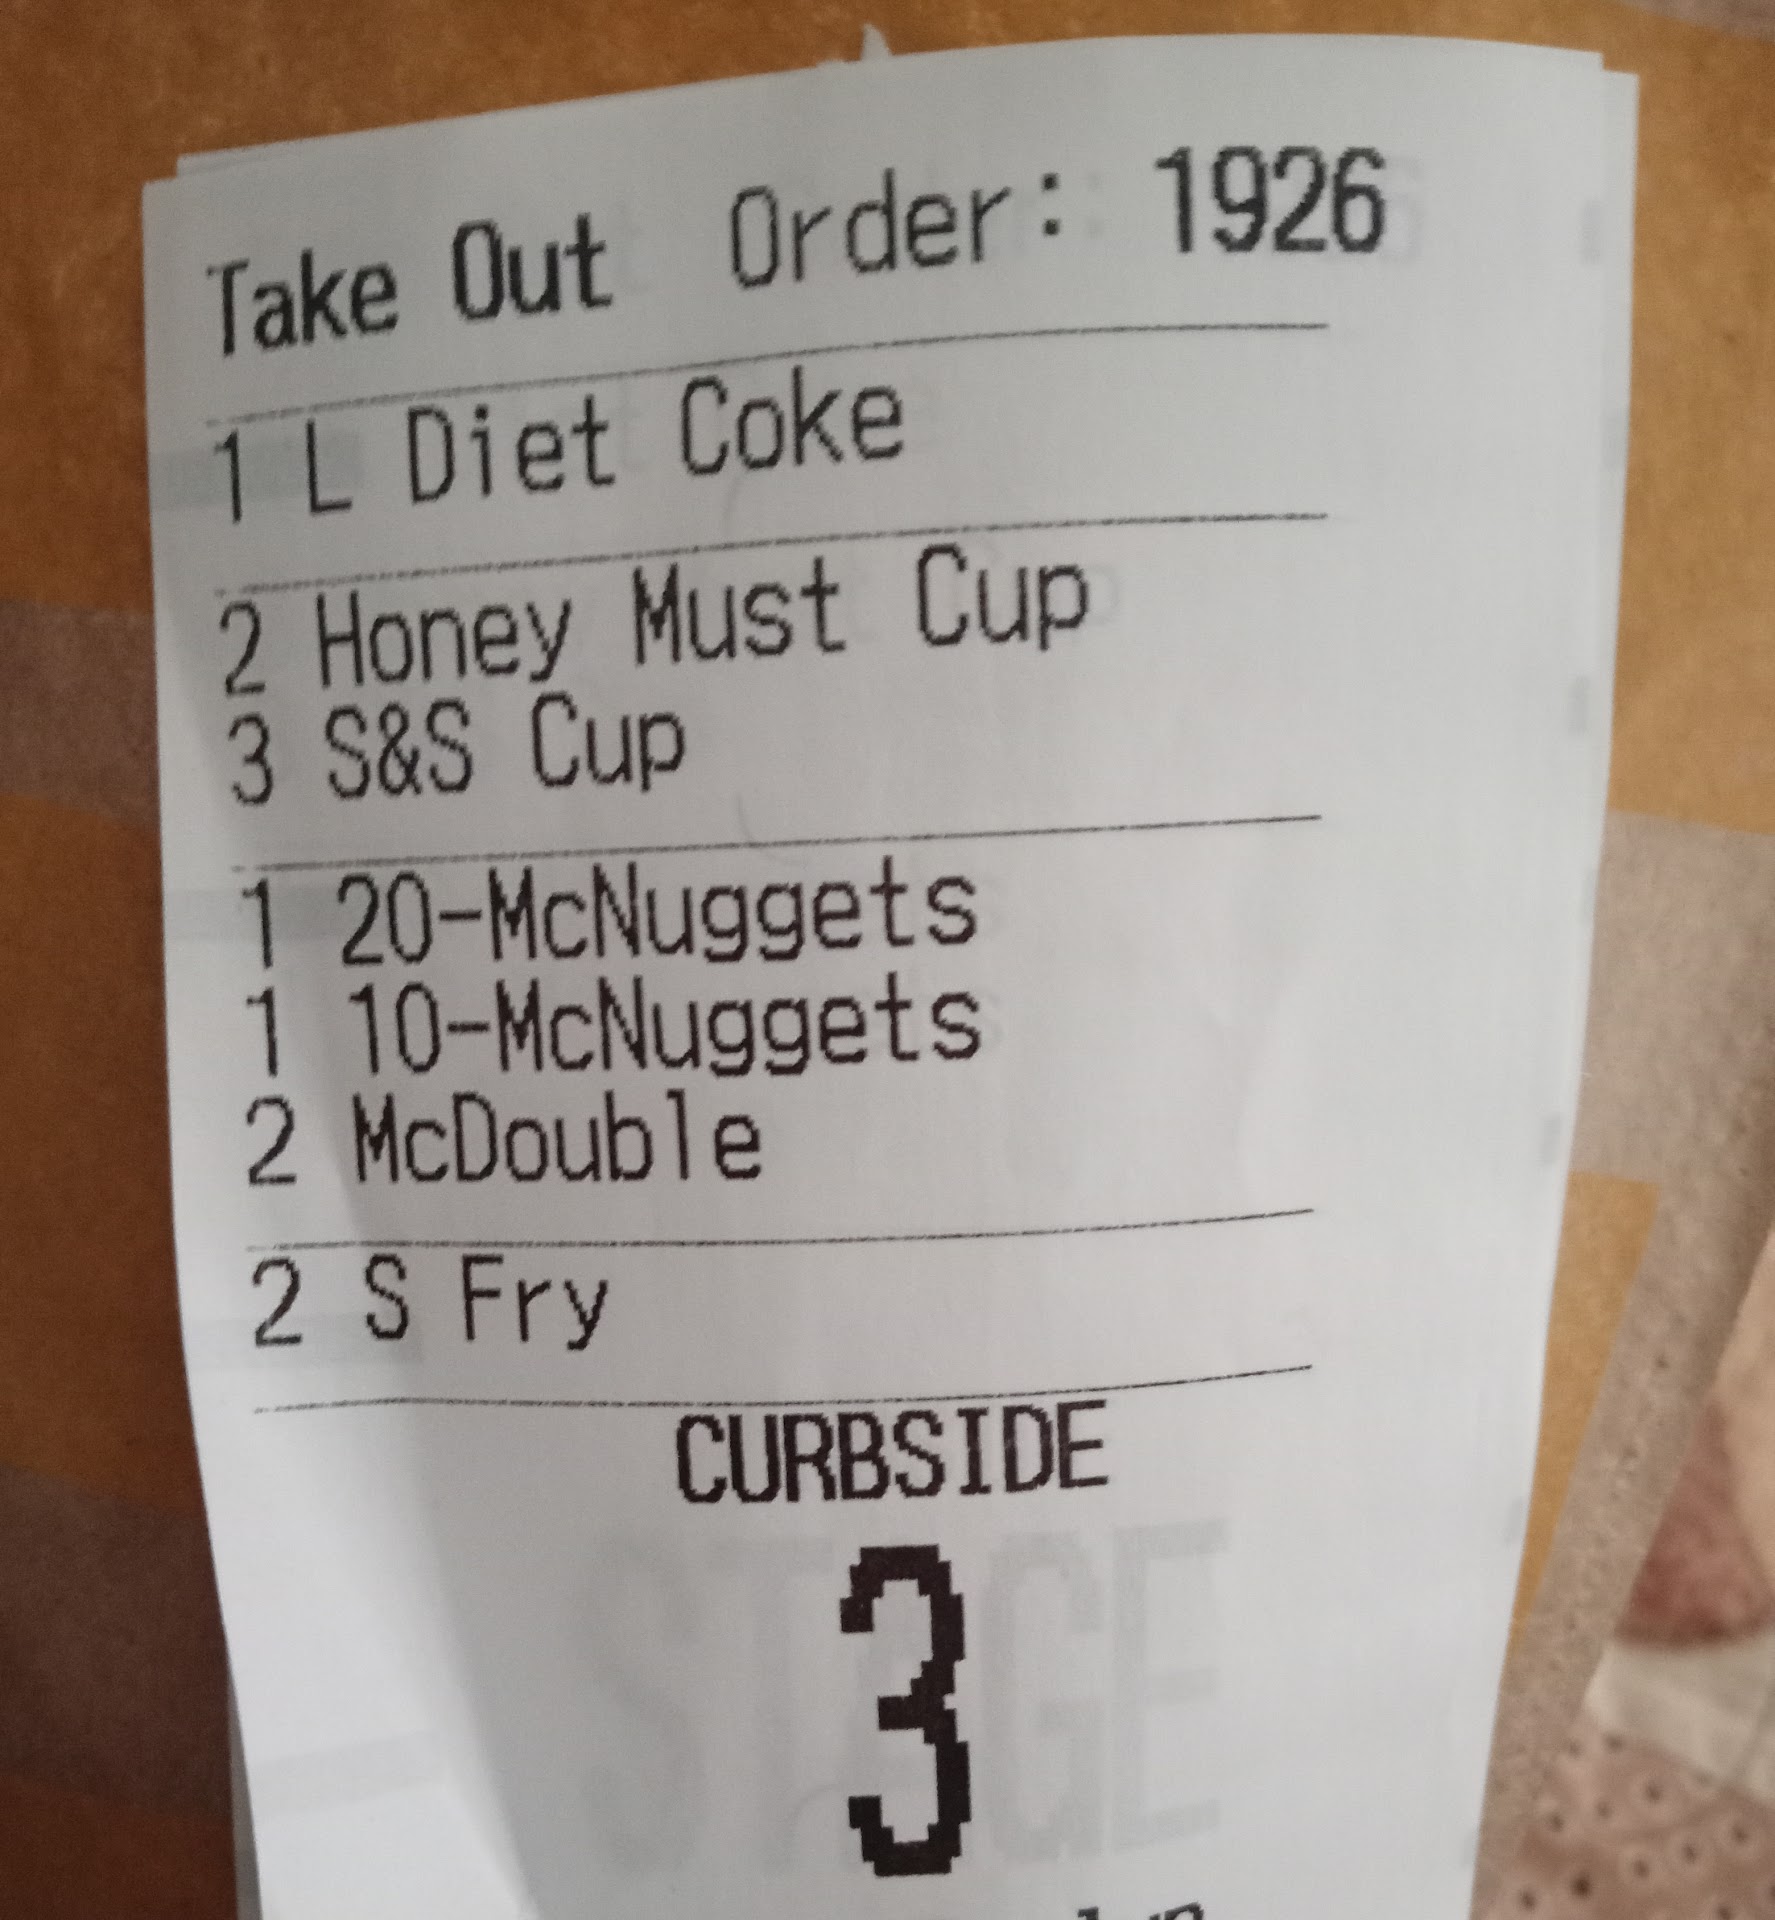 Take Out Order: 1926
1 L Diet Coke
2 Honey Must Cup
3 S&S Cup
1 20-McNuggets
1 10-McNuggets
2 McDouble
2 S Fry
CURBSIDE
3